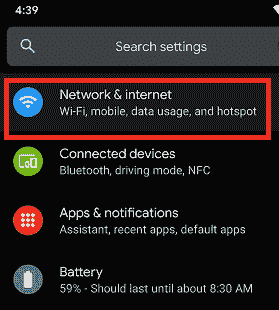 4:39
Search settings
Network & internet
Wi-Fi, mobile, data usage, and hotspot
Connected devices
Bluetooth, driving mode, NFC
Apps & notifications
Assistant, recent apps, default apps
Battery
59% - Should last until about 8:30 AM